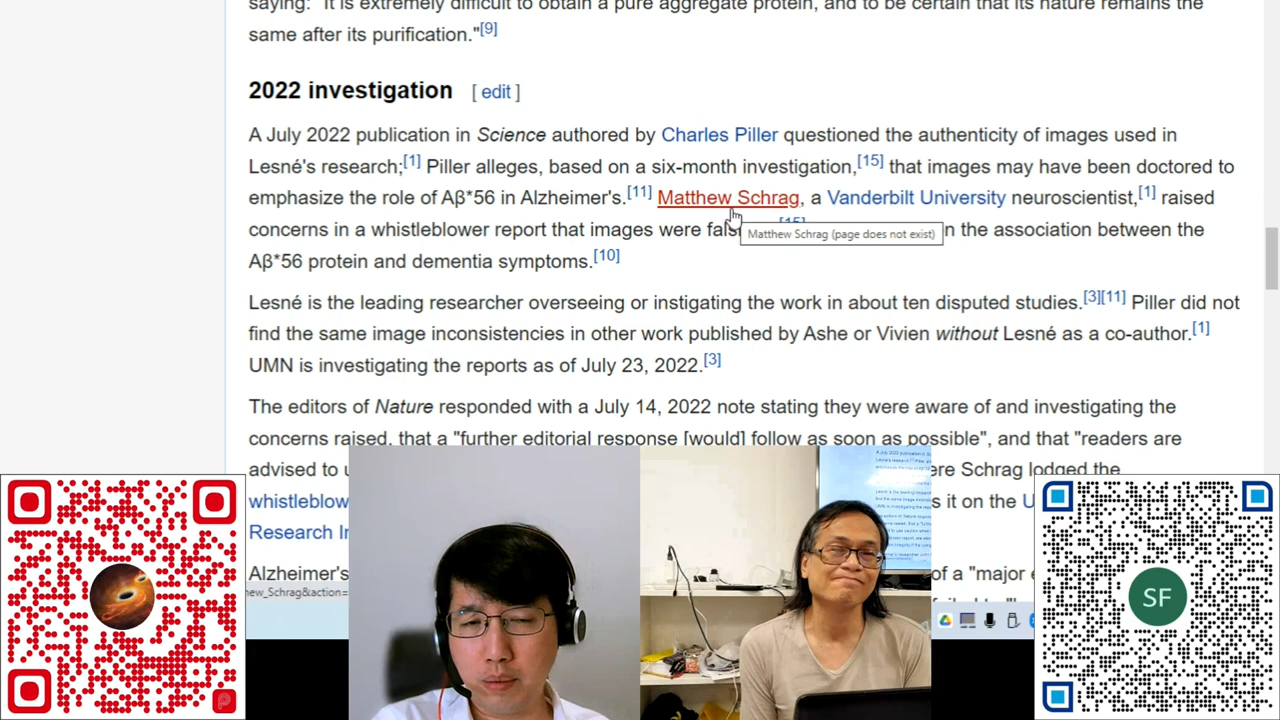 saying: "It is extremely difficult to obtain a pure aggregate protein, and to be certain that its nature remains the
same after its purification."[9]
2022 investigation [ edit ]
A July 2022 publication in Science authored by Charles Piller questioned the authenticity of images used in
Lesné's research;[1] Piller alleges, based on a six-month investigation,[15] that images may have been doctored to
emphasize the role of Aβ*56 in Alzheimer's.[11] Matthew Schrag, a Vanderbilt University neuroscientist,[1] raised
concerns in a whistleblower report that images were [15] the association between the
Matthew Schrag (page does not exist)
Aβ*56 protein and dementia symptoms.[10]
Lesné is the leading researcher overseeing or instigating the work in about ten disputed studies.[3][11] Piller did not
find the same image inconsistencies in other work published by Ashe or Vivien without Lesné as a co-author.[1]
UMN is investigating the reports as of July 23, 2022.[3]
The editors of Nature responded with a July 14, 2022 note stating they were aware of and investigating the
concerns raised, that a "further editorial response [would] follow as soon as possible", and that "readers are
advised to Schrag lodged the
it on the
Research
Alzheimer's of a "major
SF